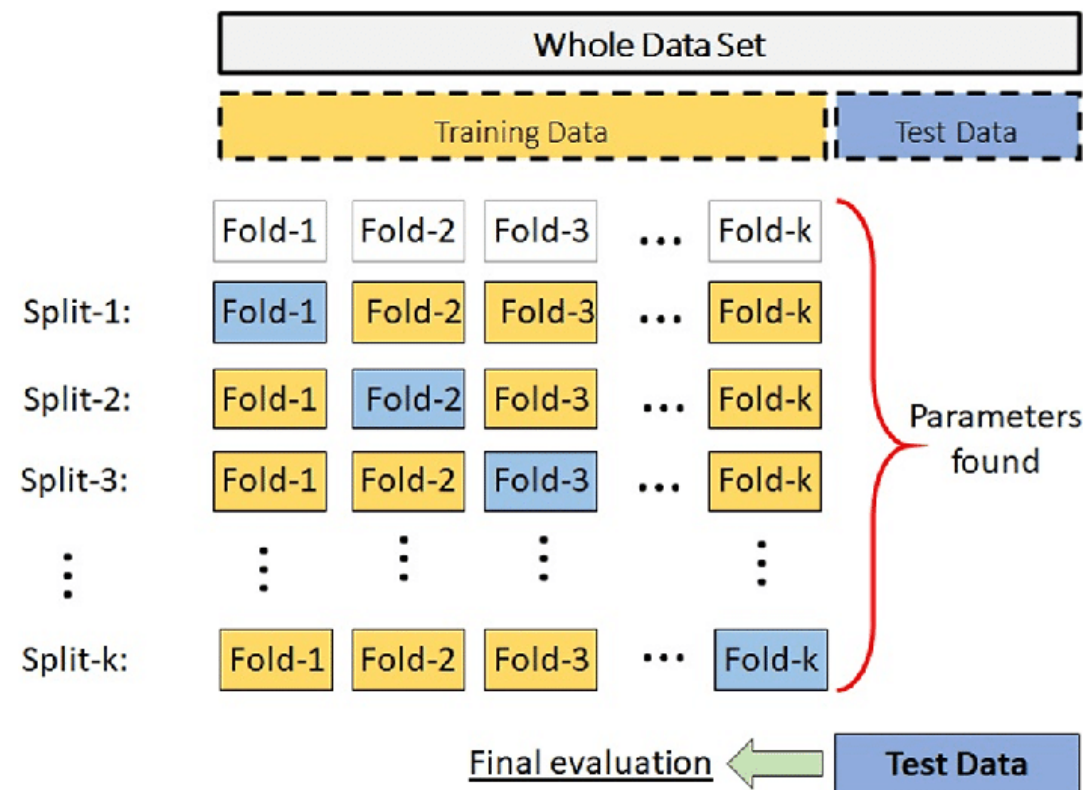 Whole Data Set
Training Data Test Data
Fold-1 Fold-2 Fold-3 ... Fold-k
Split-1: Fold-1 Fold-2 Fold-3 ... Fold-k
Split-2: Fold-1 Fold-2 Fold-3 ... Fold-k
Split-3: Fold-1 Fold-2 Fold-3 ... Fold-k
Split-k: Fold-1 Fold-2 Fold-3 ... Fold-k
Parameters
found
Final evaluation Test Data